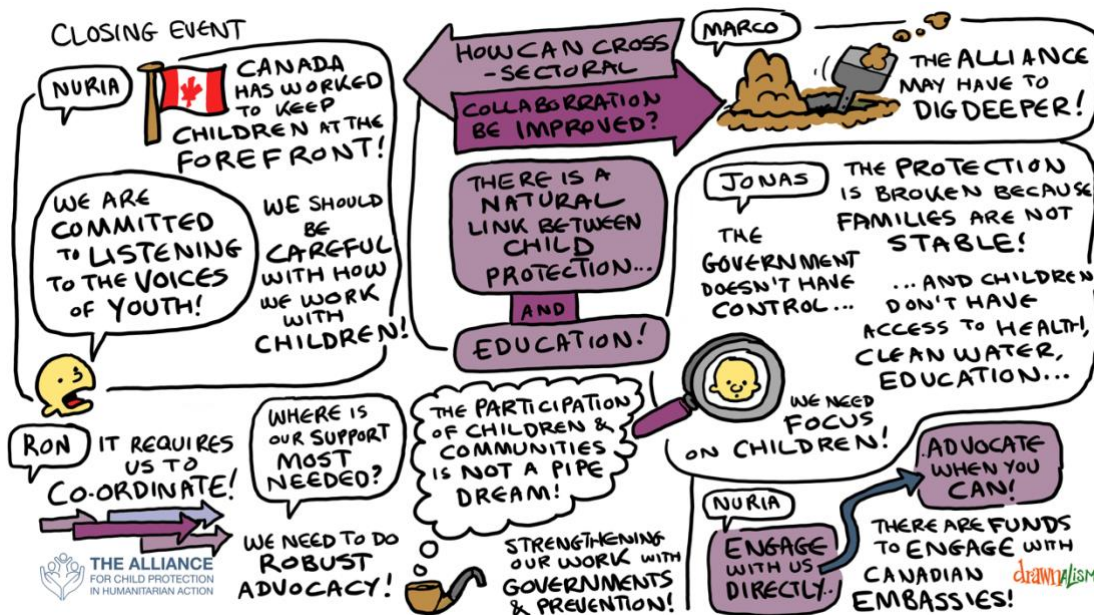 CLOSING EVENT
NURIA
CANADA
HAS WORKED
TO KEEP
CHILDREN AT THE
FOREFRONT!
WE ARE
COMMITTED
TO LISTENING
TO THE VOICES
OF YOUTH!
WE SHOULD
BE
CAREFUL
WITH HOW
WE WORK
WITH
CHILDREN!
HOW CAN CROSS
-SECTORAL
COLLABORRATION
BE IMPROVED?
THERE IS A
NATURAL
LINK BETWEEN
CHILD
PROTECTION...
AND
EDUCATION!
MARCO
THE ALLIANCE
MAY HAVE TO
DIG DEEPER!
JONAS
THE PROTECTION
IS BROKEN BECAUSE
FAMILIES ARE NOT
STABLE!
THE
GOVERNMENT
DOESN'T HAVE
CONTROL...
...AND CHILDREN
DON'T HAVE
ACCESS TO HEALTH,
CLEAN WATER,
EDUCATION...
WE NEED
FOCUS
ON CHILDREN!
RON
IT REQUIRES
US TO
CO-ORDINATE!
WHERE IS
OUR SUPPORT
MOST
NEEDED?
WE NEED TO DO
ROBUST
ADVOCACY!
THE PARTICIPATION
OF CHILDREN &
COMMUNITIES
IS NOT A PIPE
DREAM!
STRENGTHENING
OUR WORK WITH
GOVERNMENTS
& PREVENTION!
NURIA
ENGAGE
WITH US
DIRECTLY..
..ADVOCATE
WHEN YOU
CAN!
THERE ARE FUNDS
TO ENGAGE WITH
CANADIAN
EMBASSIES!
THE ALLIANCE
FOR CHILD PROTECTION
IN HUMANITARIAN ACTION
drawnalism